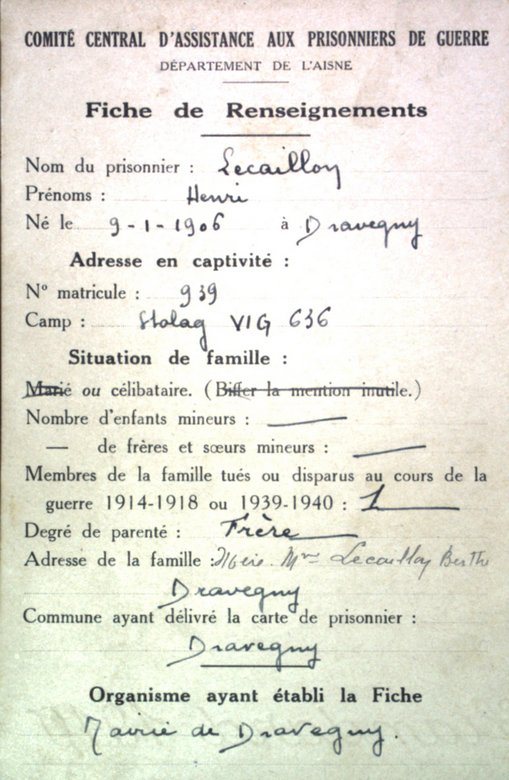 COMITÉ CENTRAL D'ASSISTANCE AUX PRISONNIERS DE GUERRE
DÉPARTEMENT DE L'AISNE
Fiche de Renseignements
Nom du prisonnier : Lecaillon
Prénoms : Henri
Né le 9-1-1906 à Dravegny
Adresse en captivité :
N° matricule : 939
Camp : Stalag VIG 636
Situation de famille :
Marié ou célibataire. (Biffer la mention inutile.)
Nombre d'enfants mineurs : —
— de frères et sœurs mineurs : —
Membres de la famille tués ou disparus au cours de la
guerre 1914-1918 ou 1939-1940 : 1
Degré de parenté : Frère
Adresse de la famille : Mère Mme Lecaillon Berthe
Dravegny
Commune ayant délivré la carte de prisonnier :
Dravegny
Organisme ayant établi la Fiche
Mairie de Dravegny.